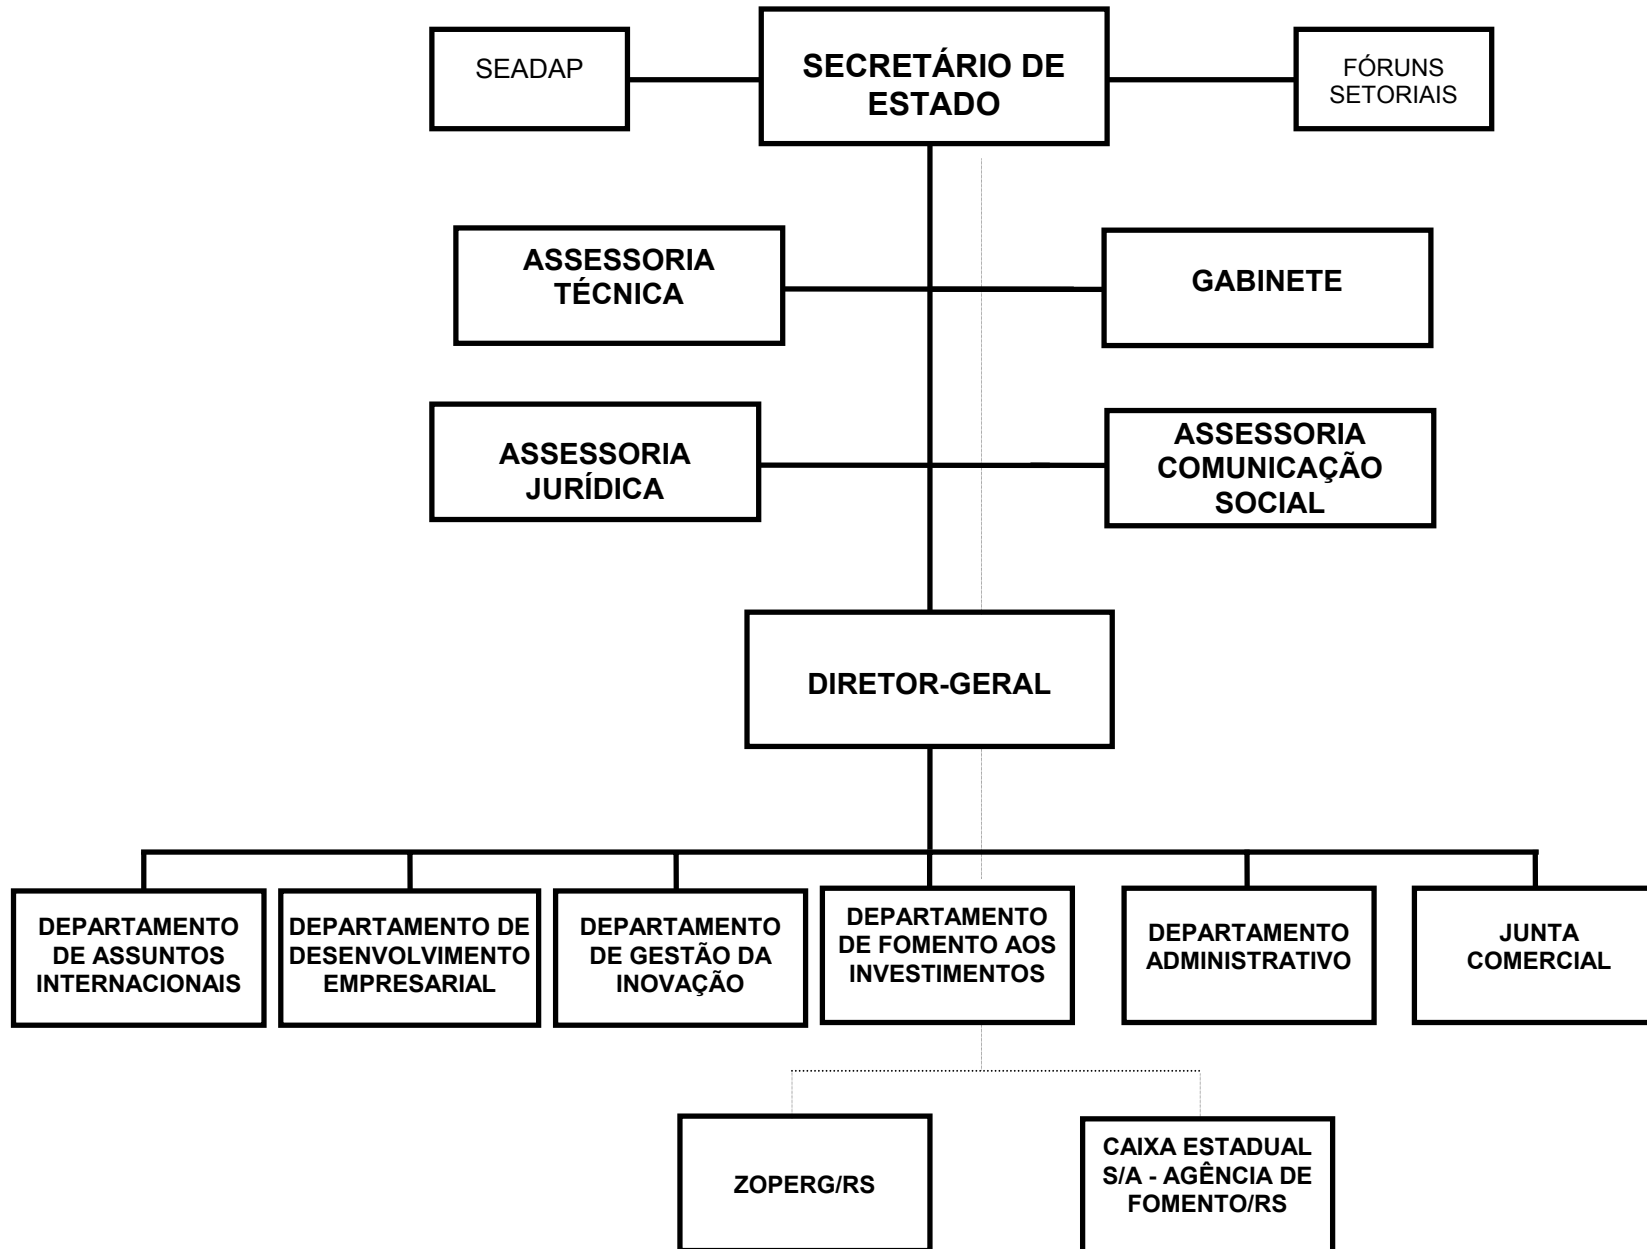 SEADAP
SECRETÁRIO DE
ESTADO
FÓRUNS
SETORIAIS
ASSESSORIA
TÉCNICA
GABINETE
ASSESSORIA
JURÍDICA
ASSESSORIA
COMUNICAÇÃO
SOCIAL
DIRETOR-GERAL
DEPARTAMENTO
DE ASSUNTOS
INTERNACIONAIS
DEPARTAMENTO DE
DESENVOLVIMENTO
EMPRESARIAL
DEPARTAMENTO
DE GESTÃO DA
INOVAÇÃO
DEPARTAMENTO
DE FOMENTO AOS
INVESTIMENTOS
DEPARTAMENTO
ADMINISTRATIVO
JUNTA
COMERCIAL
ZOPERG/RS
CAIXA ESTADUAL
S/A - AGÊNCIA DE
FOMENTO/RS